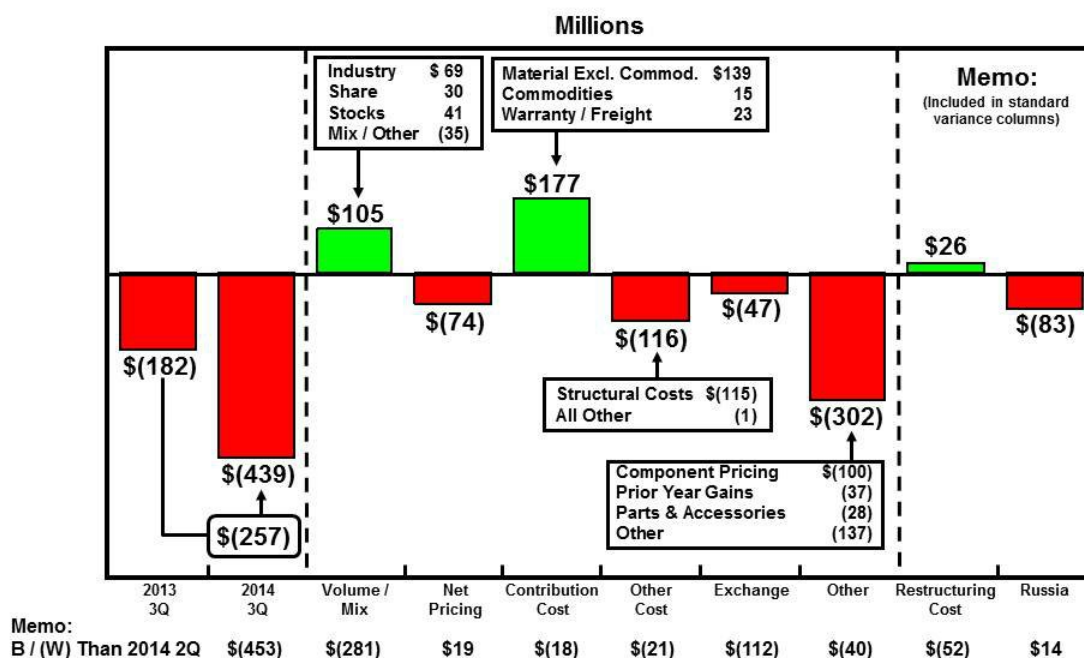 Millions
Industry $ 69
Share 30
Stocks 41
Mix / Other (35)
Material Excl. Commod. $139
Commodities 15
Warranty / Freight 23
Memo:
(Included in standard
variance columns)
$105
$177
$26
$(182)
$(439)
$(257)
$(74)
$(116)
$(47)
$(302)
$(83)
Structural Costs $(115)
All Other (1)
Component Pricing $(100)
Prior Year Gains (37)
Parts & Accessories (28)
Other (137)
2013
3Q
2014
3Q
Volume /
Mix
Net
Pricing
Contribution
Cost
Other
Cost
Exchange
Other
Restructuring
Cost
Russia
Memo:
B / (W) Than 2014 2Q $(453) $(281) $19 $(18) $(21) $(112) $(40) $(52) $14